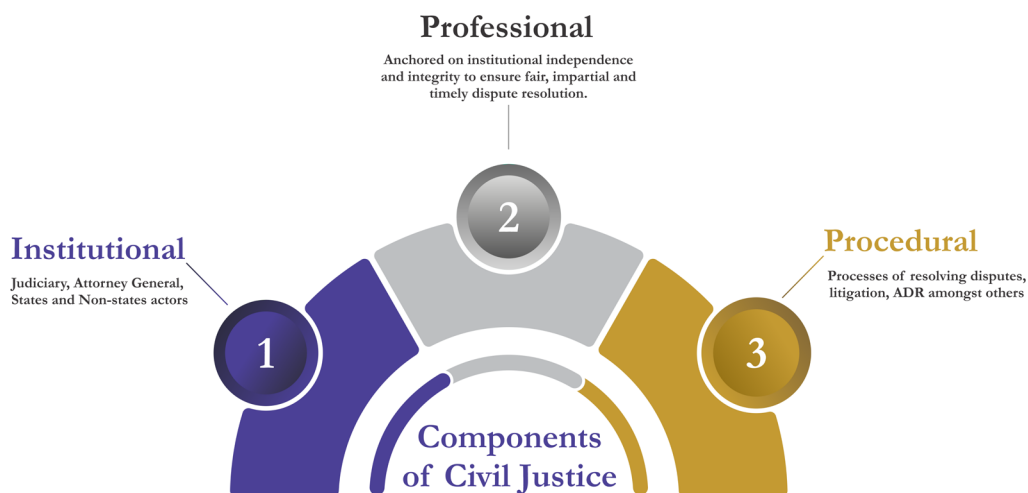 Professional
Anchored on institutional independence
and integrity to ensure fair, impartial and
timely dispute resolution.
2
Institutional
Judiciary, Attorney General,
States and Non-states actors
1
Procedural
Processes of resolving disputes,
litigation, ADR amongst others
3
Components
of Civil Justice